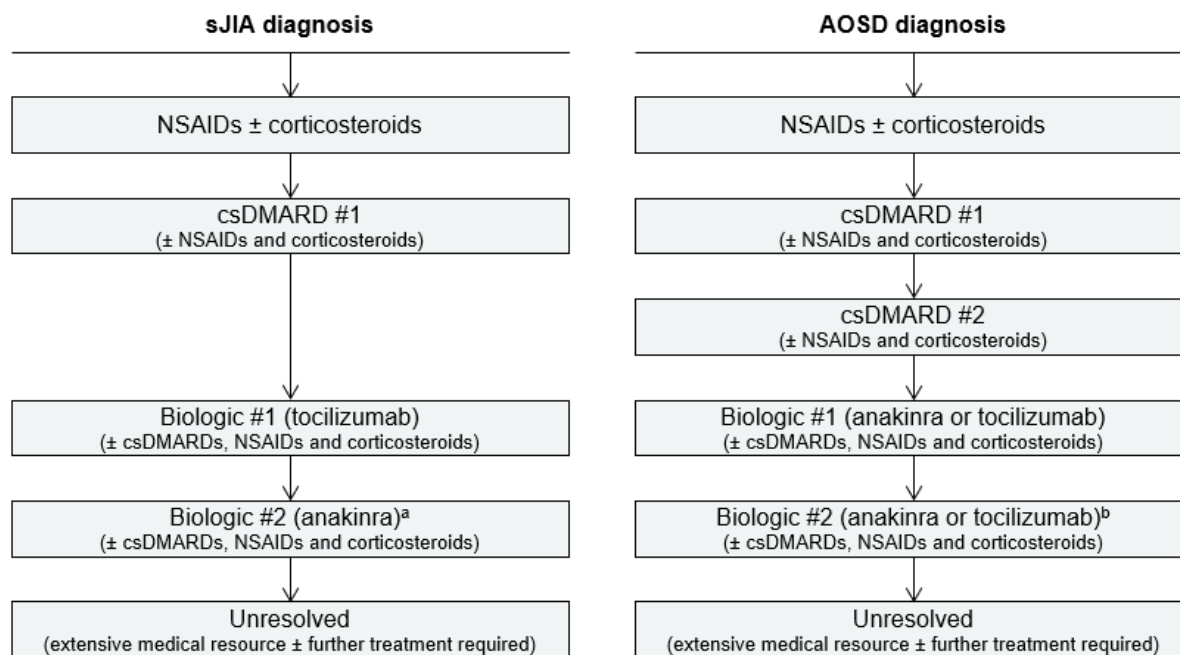 sJIA diagnosis
NSAIDs ± corticosteroids
csDMARD #1
(± NSAIDs and corticosteroids)
Biologic #1 (tocilizumab)
(± csDMARDs, NSAIDs and corticosteroids)
Biologic #2 (anakinra)ᵃ
(± csDMARDs, NSAIDs and corticosteroids)
Unresolved
(extensive medical resource ± further treatment required)
AOSD diagnosis
NSAIDs ± corticosteroids
csDMARD #1
(± NSAIDs and corticosteroids)
csDMARD #2
(± NSAIDs and corticosteroids)
Biologic #1 (anakinra or tocilizumab)
(± csDMARDs, NSAIDs and corticosteroids)
Biologic #2 (anakinra or tocilizumab)ᵇ
(± csDMARDs, NSAIDs and corticosteroids)
Unresolved
(extensive medical resource ± further treatment required)